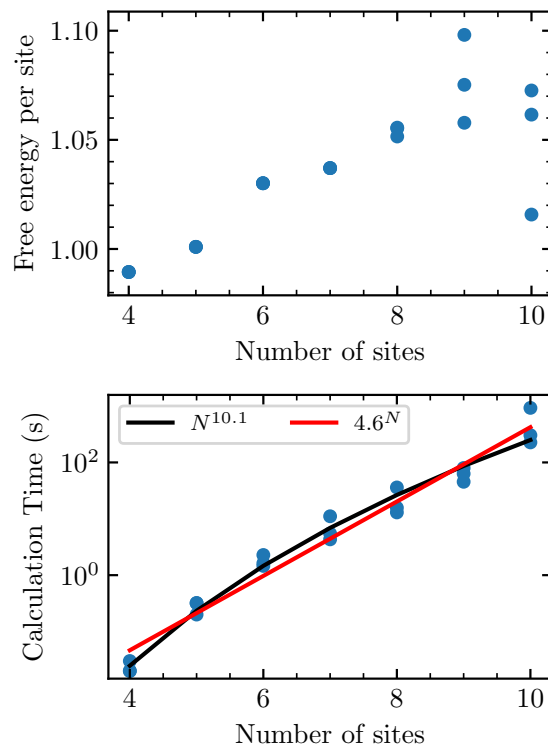 1.10
1.05
1.00
Free energy per site
4 6 8 10
Number of sites
N^{10.1} 4.6^N
10^2
10^0
Calculation Time (s)
4 6 8 10
Number of sites